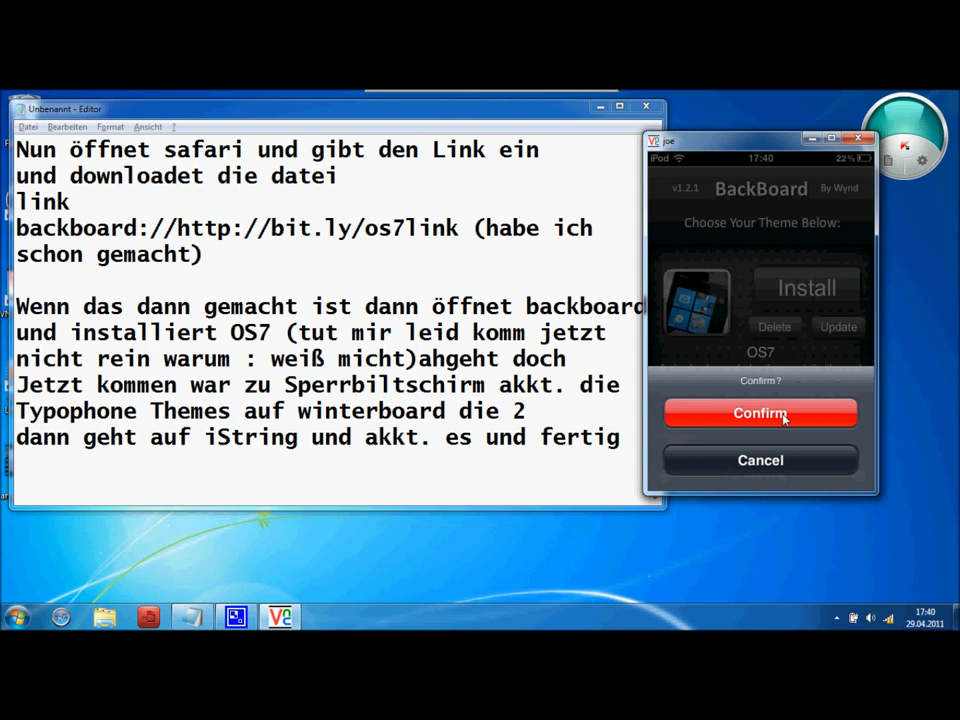 Unbenannt - Editor
Datei Bearbeiten Format Ansicht ?
Nun öffnet safari und gibt den Link ein
und downloadet die datei
link
backboard://http://bit.ly/os7link (habe ich
schon gemacht)
Wenn das dann gemacht ist dann öffnet backboard
und installiert OS7 (tut mir leid komm jetzt
nicht rein warum : weiß micht)ahgeht doch
Jetzt kommen war zu Sperrbiltschirm akkt. die
Typophone Themes auf winterboard die 2
dann geht auf iString und akkt. es und fertig
joe
iPod 17:40 22%
v1.2.1 BackBoard By Wynd
Choose Your Theme Below:
Install
Delete Update
OS7
Confirm?
Confirm
Cancel
17:40
29.04.2011